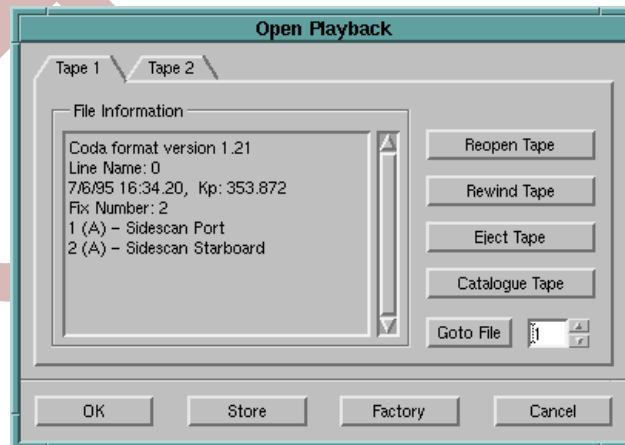 Open Playback
Tape 1
Tape 2
File Information
Coda format version 1.21
Line Name: 0
7/6/95 16:34.20, Kp: 353.872
Fix Number: 2
1 (A) – Sidescan Port
2 (A) – Sidescan Starboard
Reopen Tape
Rewind Tape
Eject Tape
Catalogue Tape
Goto File
1
OK
Store
Factory
Cancel